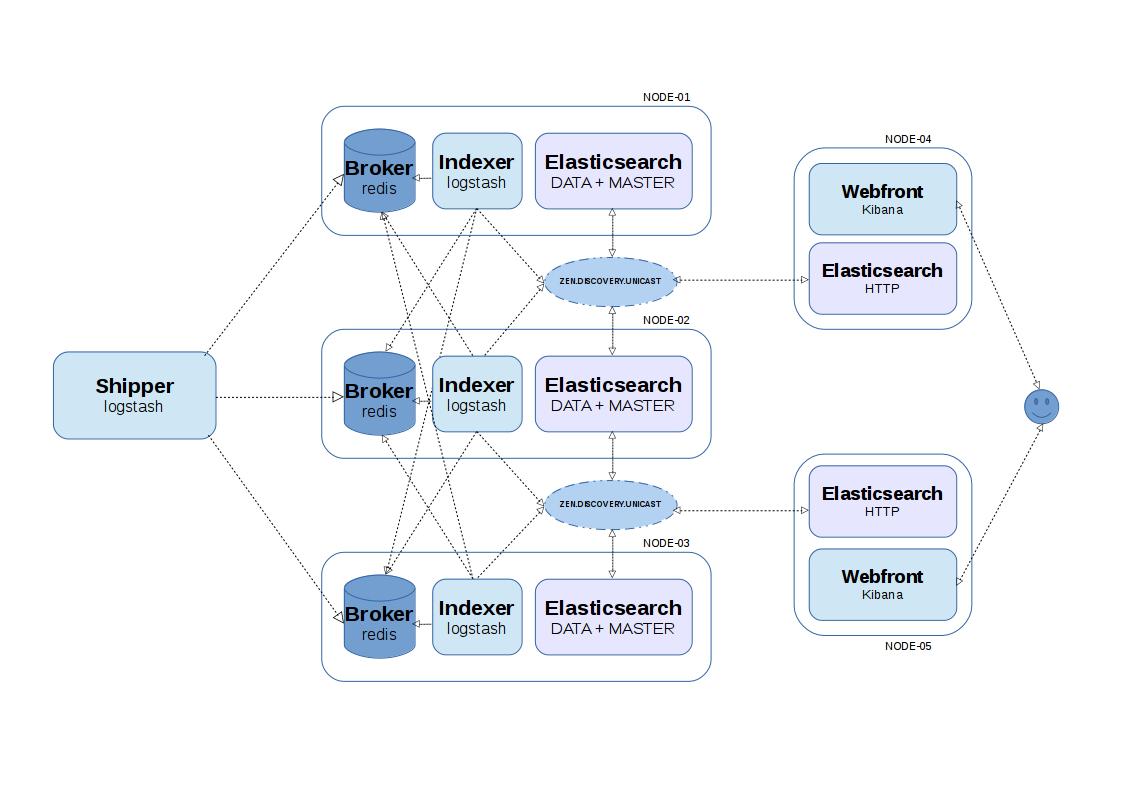 NODE-01
Broker
redis
Indexer
logstash
Elasticsearch
DATA + MASTER
ZEN.DISCOVERY.UNICAST
NODE-02
Broker
redis
Indexer
logstash
Elasticsearch
DATA + MASTER
ZEN.DISCOVERY.UNICAST
NODE-03
Broker
redis
Indexer
logstash
Elasticsearch
DATA + MASTER
Shipper
logstash
NODE-04
Webfront
Kibana
Elasticsearch
HTTP
Elasticsearch
HTTP
Webfront
Kibana
NODE-05